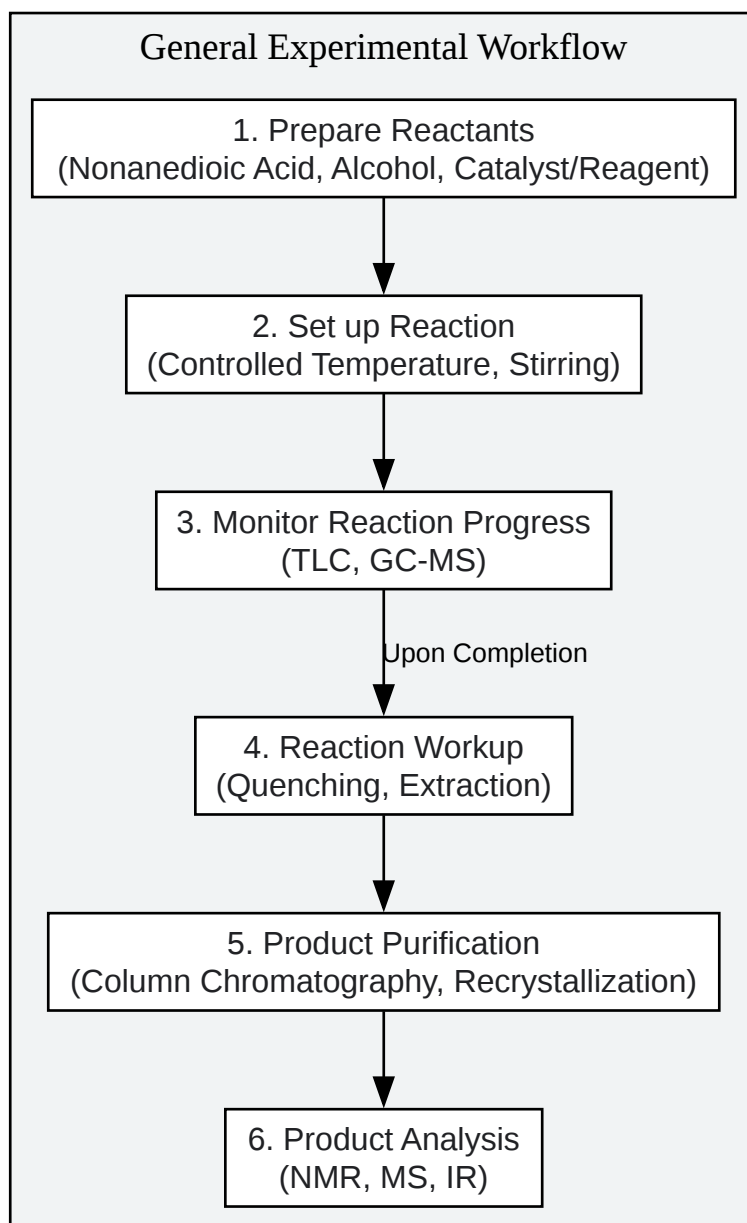 General Experimental Workflow
1. Prepare Reactants
(Nonanedioic Acid, Alcohol, Catalyst/Reagent)
2. Set up Reaction
(Controlled Temperature, Stirring)
3. Monitor Reaction Progress
(TLC, GC-MS)
Upon Completion
4. Reaction Workup
(Quenching, Extraction)
5. Product Purification
(Column Chromatography, Recrystallization)
6. Product Analysis
(NMR, MS, IR)